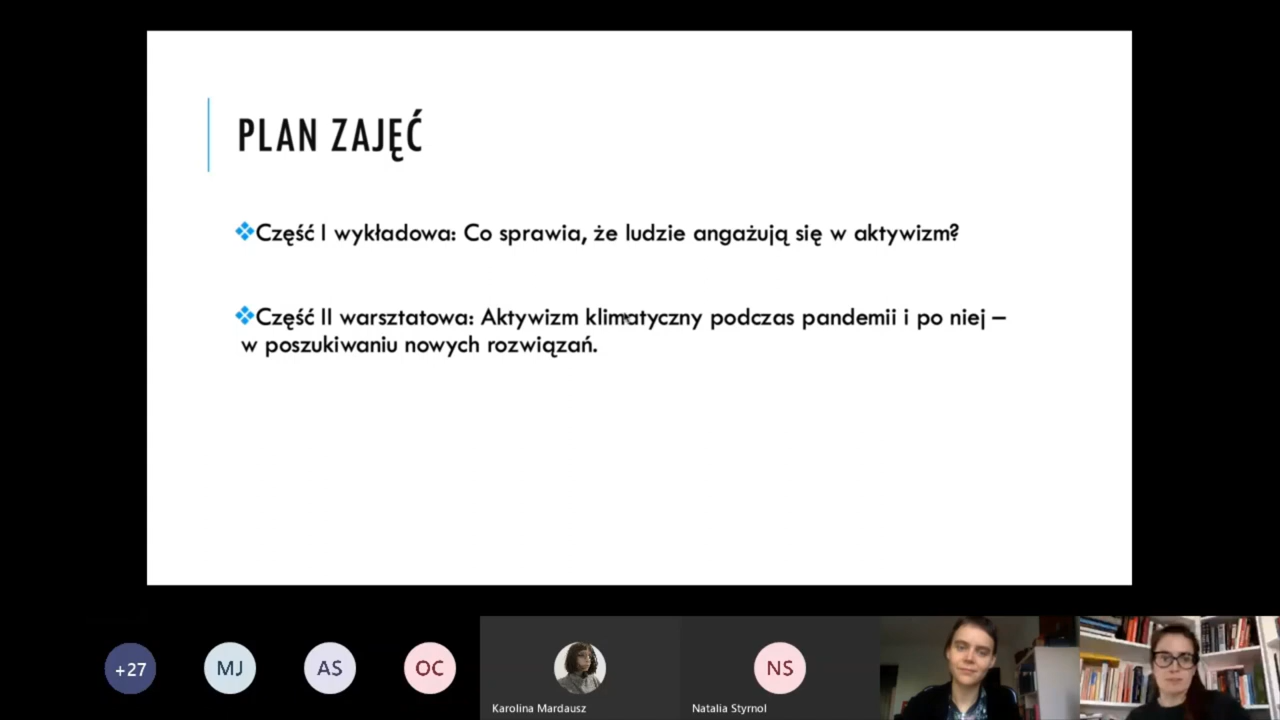 PLAN ZAJĘĆ
Część I wykładowa: Co sprawia, że ludzie angażują się w aktywizm?
Część II warsztatowa: Aktywizm klimatyczny podczas pandemii i po niej –
w poszukiwaniu nowych rozwiązań.
+27
MJ
AS
OC
NS
Karolina Mardausz
Natalia Styrnol